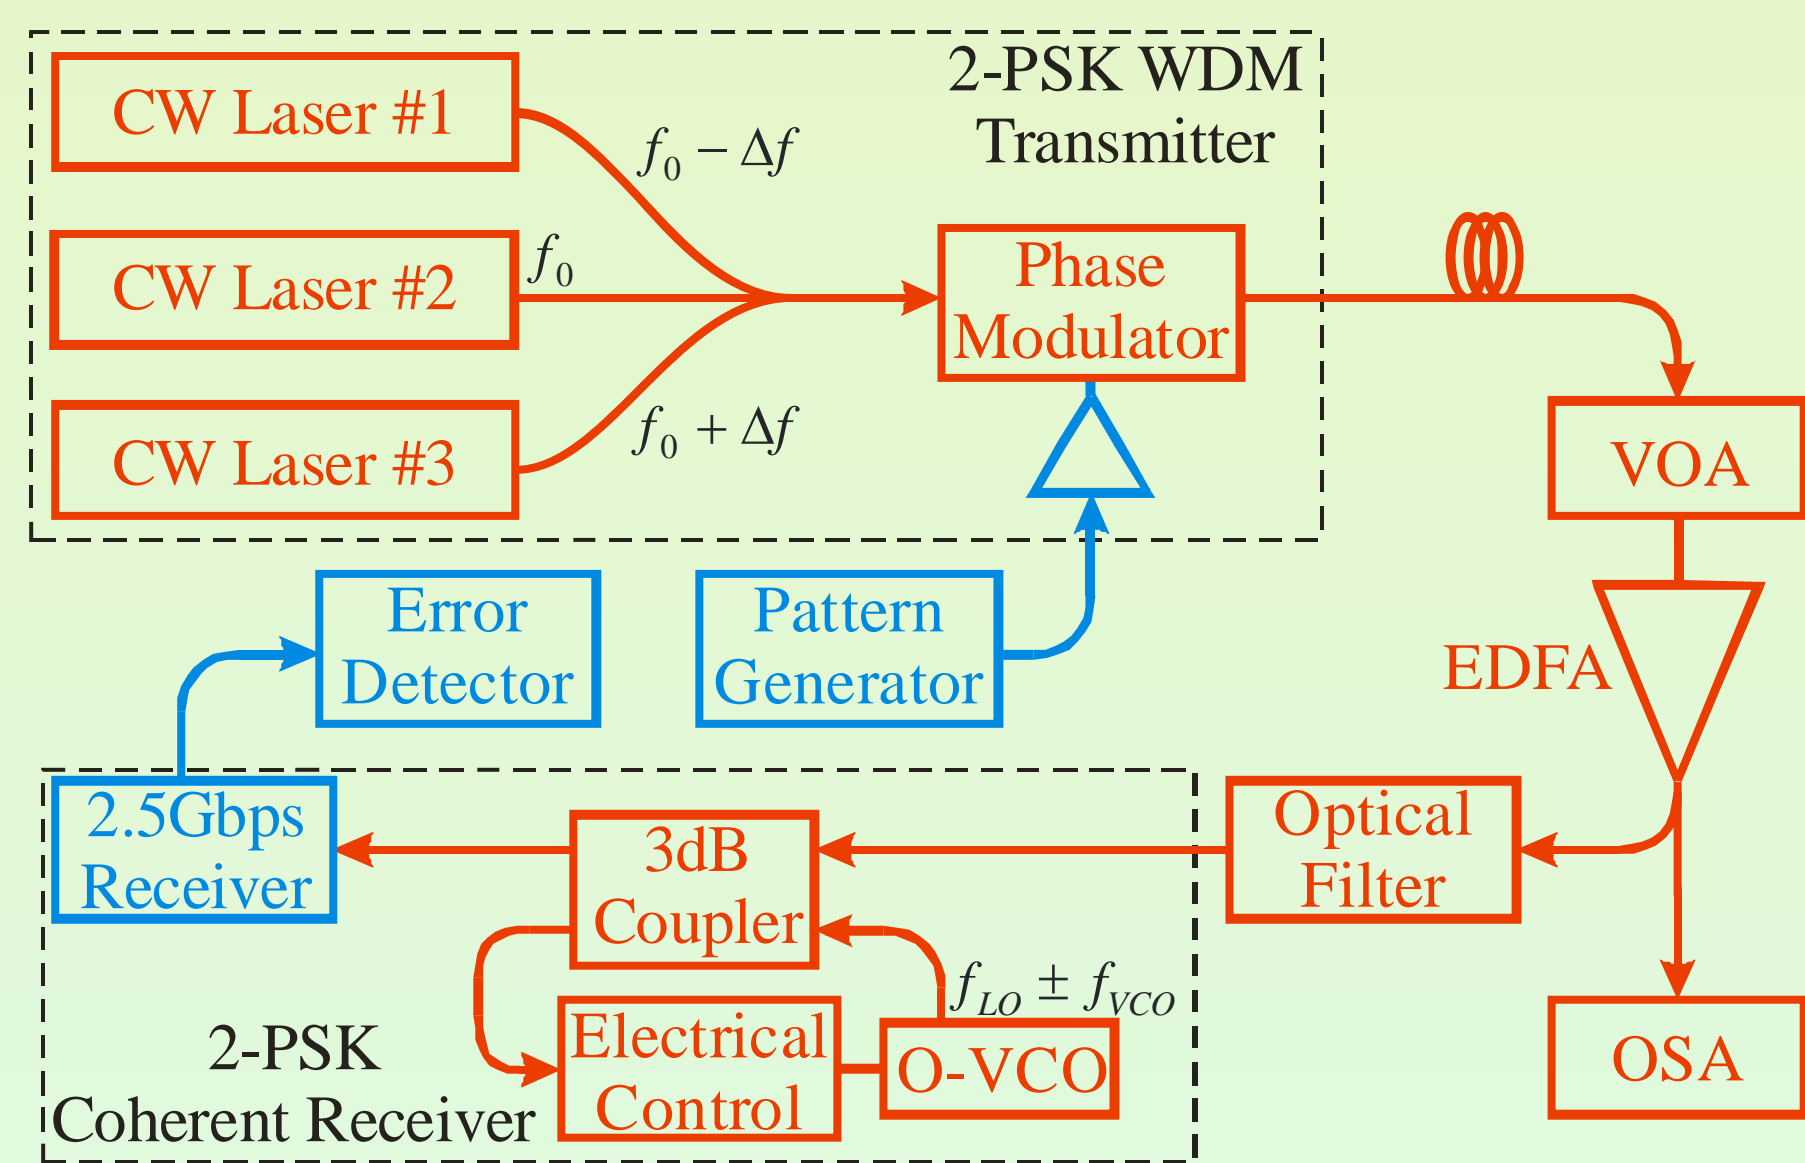 2-PSK WDM
Transmitter
CW Laser #1
f₀ − Δf
CW Laser #2
f₀
Phase
Modulator
CW Laser #3
f₀ + Δf
VOA
Error
Detector
Pattern
Generator
EDFA
2.5Gbps
Receiver
3dB
Coupler
Optical
Filter
f_LO ± f_VCO
Electrical
Control
O-VCO
OSA
2-PSK
Coherent Receiver